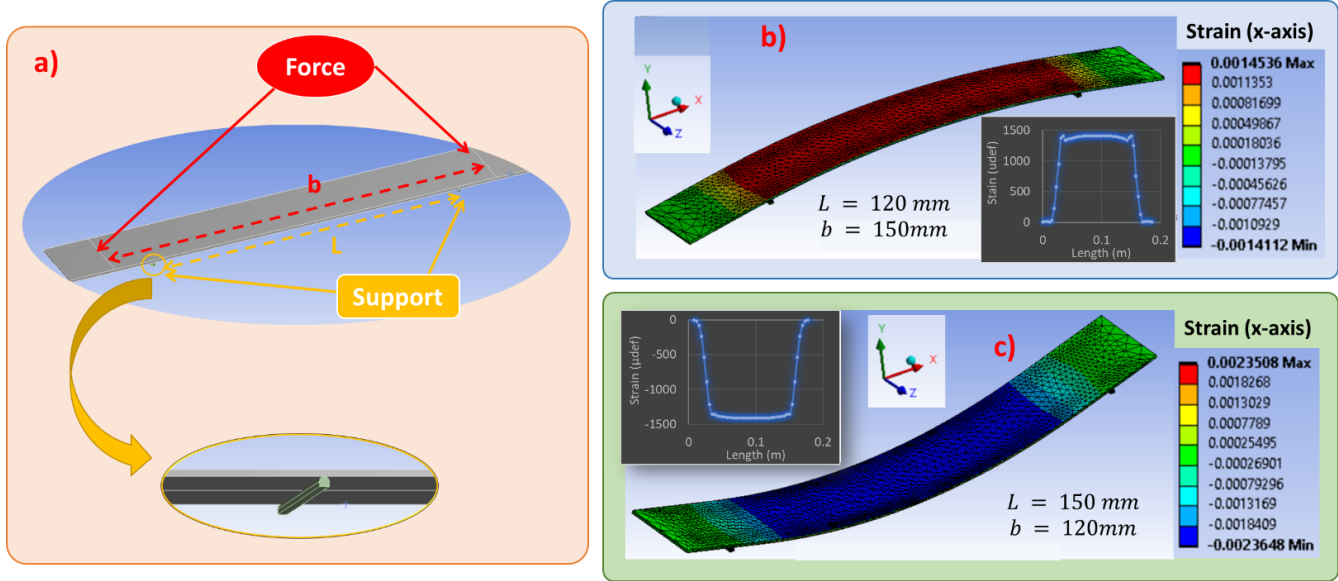 a)
Force
b
L
Support
b)
Strain (x-axis)
0.0014536 Max
0.0011353
0.00081699
0.00049867
0.00018036
-0.00013795
-0.00045626
-0.00077457
-0.0010929
-0.0014112 Min
Y
X
Z
L = 120 mm
b = 150mm
Stain (udef)
1500
1000
500
0
0 0.1 0.2
Length (m)
c)
Strain (x-axis)
0.0023508 Max
0.0018268
0.0013029
0.0007789
0.00025495
-0.00026901
-0.00079296
-0.0013169
-0.0018409
-0.0023648 Min
Strain (µdef)
0
-500
-1000
-1500
0 0.1 0.2
Length (m)
Y
X
Z
L = 150 mm
b = 120mm